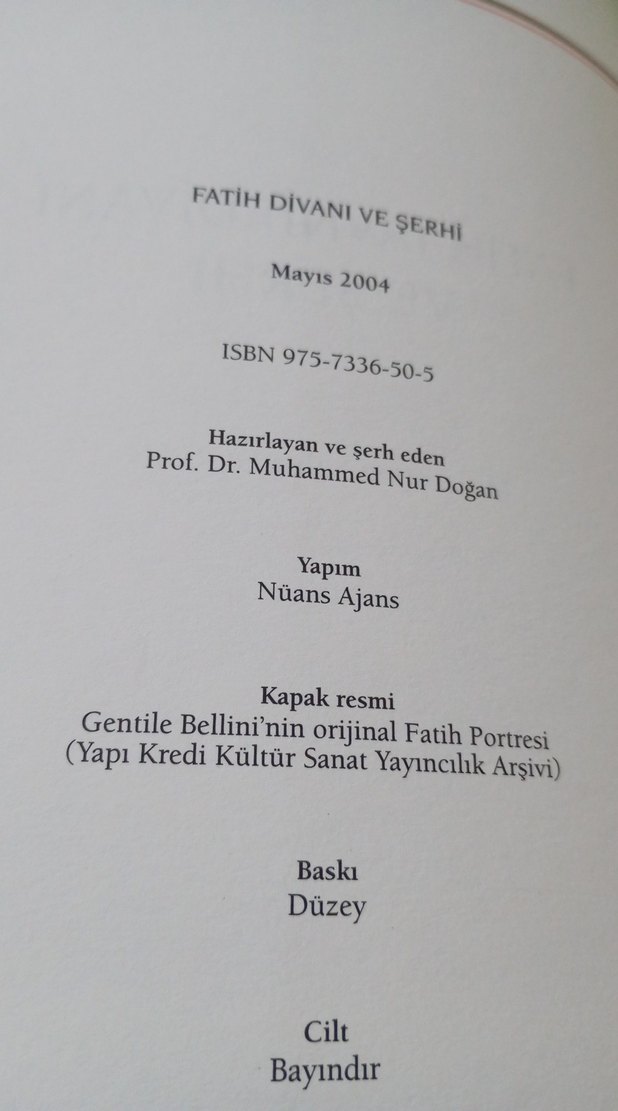 FATİH DİVANI VE ŞERHİ
Mayıs 2004
ISBN 975-7336-50-5
Hazırlayan ve şerh eden
Prof. Dr. Muhammed Nur Doğan
Yapım
Nüans Ajans
Kapak resmi
Gentile Bellini'nin orijinal Fatih Portresi
(Yapı Kredi Kültür Sanat Yayıncılık Arşivi)
Baskı
Düzey
Cilt
Bayındır